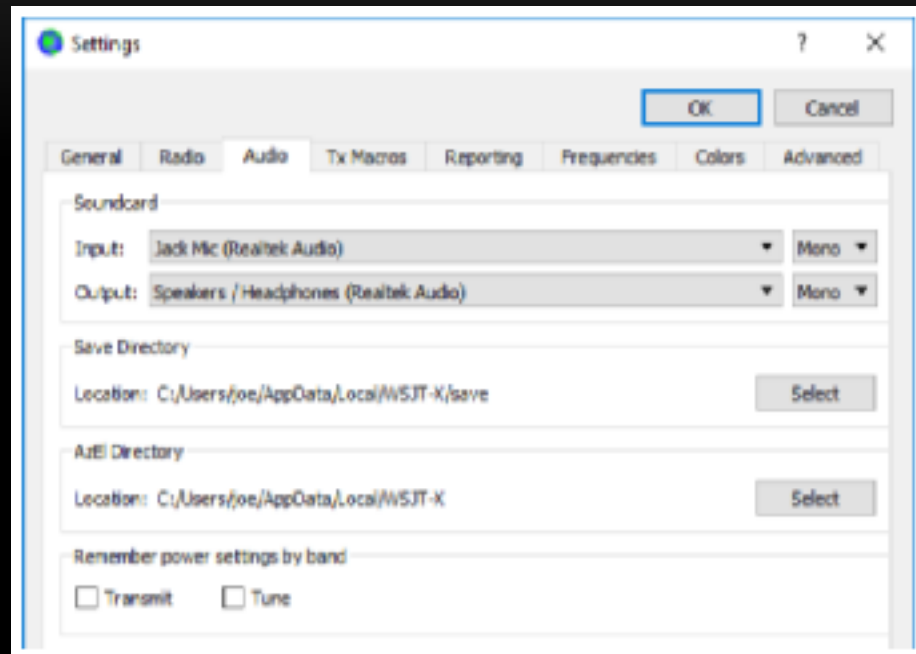 Settings
?
OK Cancel
General Radio Audio Tx Macros Reporting Frequencies Colors Advanced
Soundcard
Input: Jack Mic (Realtek Audio) Mono
Output: Speakers / Headphones (Realtek Audio) Mono
Save Directory
Location: C:/Users/joe/AppData/Local/WSJT-X/save Select
AzEl Directory
Location: C:/Users/joe/AppData/Local/WSJT-X Select
Remember power settings by band
Transmit Tune